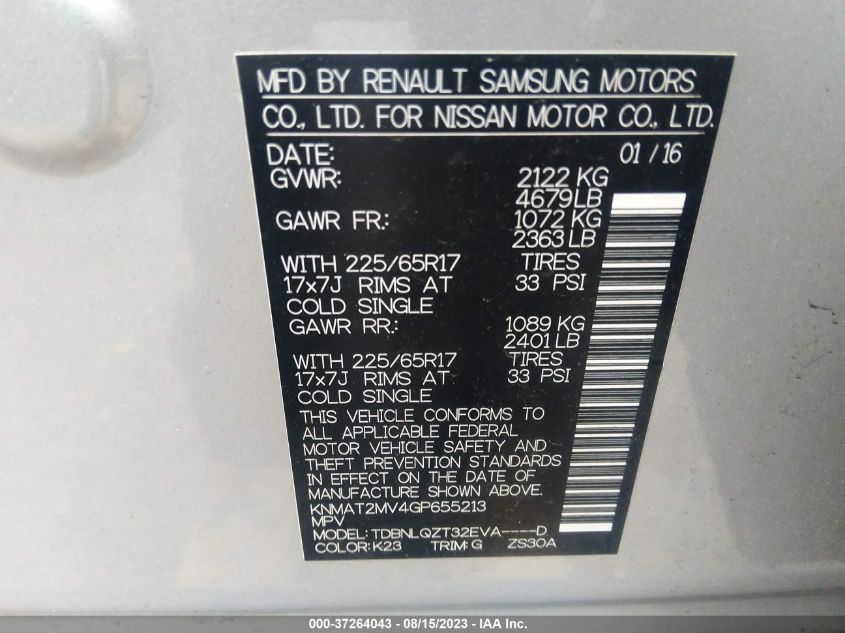 MFD BY RENAULT SAMSUNG MOTORS
CO., LTD. FOR NISSAN MOTOR CO., LTD.
DATE: 01 / 16
GVWR: 2122 KG
4679 LB
GAWR FR.: 1072 KG
2363 LB
WITH 225/65R17 TIRES
17x7J RIMS AT 33 PSI
COLD SINGLE
GAWR RR.: 1089 KG
2401 LB
WITH 225/65R17 TIRES
17x7J RIMS AT 33 PSI
COLD SINGLE
THIS VEHICLE CONFORMS TO
ALL APPLICABLE FEDERAL
MOTOR VEHICLE SAFETY AND
THEFT PREVENTION STANDARDS
IN EFFECT ON THE DATE OF
MANUFACTURE SHOWN ABOVE.
KNMAT2MV4GP655213
MPV
MODEL: TDBNLQZT32EVA----D
COLOR: K23 TRIM: G ZS30A
000-37264043 - 08/15/2023 - IAA Inc.